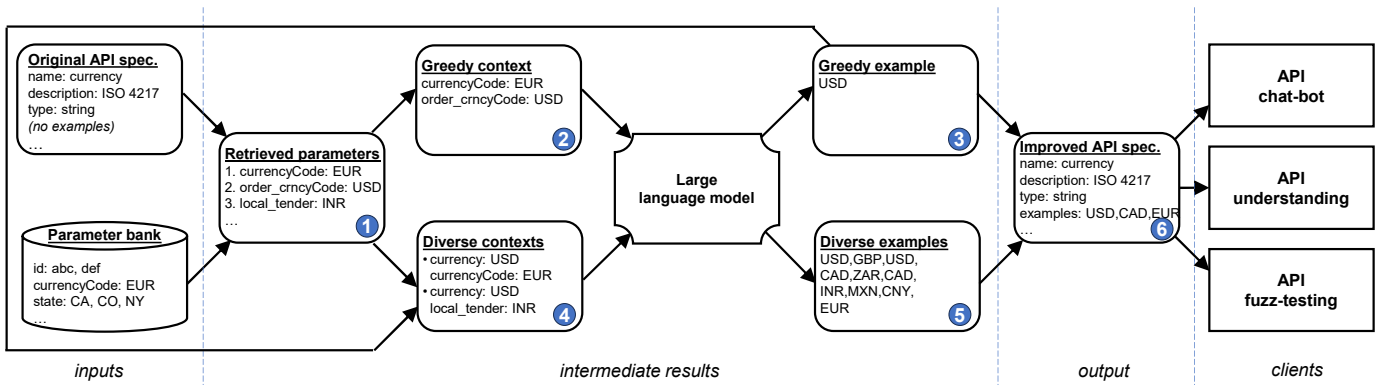 Original API spec.
name: currency
description: ISO 4217
type: string
(no examples)
…
Parameter bank
id: abc, def
currencyCode: EUR
state: CA, CO, NY
…
Retrieved parameters
1. currencyCode: EUR
2. order_crncyCode: USD
3. local_tender: INR
…
1
Greedy context
currencyCode: EUR
order_crncyCode: USD
2
Diverse contexts
• currency: USD
currencyCode: EUR
• currency: USD
local_tender: INR
4
Large
language model
Greedy example
USD
3
Diverse examples
USD,GBP,USD,
CAD,ZAR,CAD,
INR,MXN,CNY,
EUR
5
Improved API spec.
name: currency
description: ISO 4217
type: string
examples: USD,CAD,EUR
…
6
API
chat-bot
API
understanding
API
fuzz-testing
inputs
intermediate results
output
clients